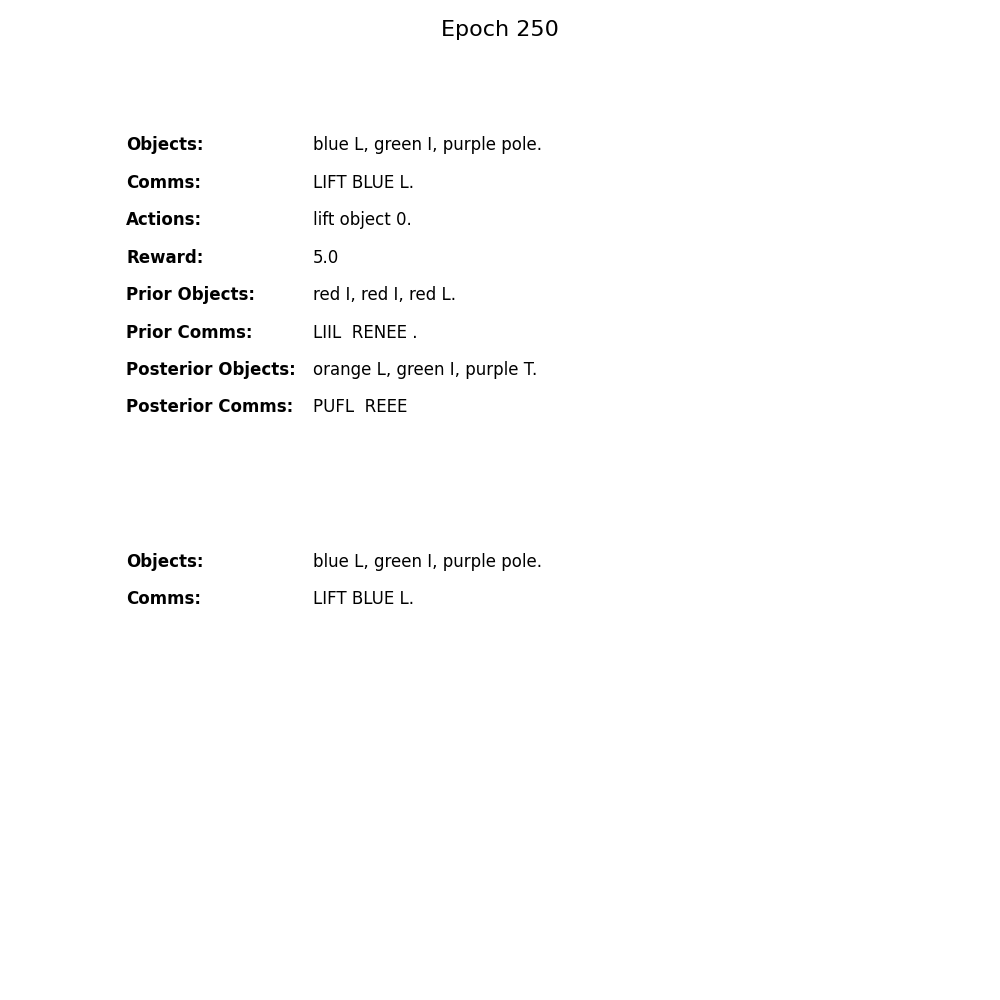 Epoch 250
Objects: blue L, green I, purple pole.
Comms: LIFT BLUE L.
Actions: lift object 0.
Reward: 5.0
Prior Objects: red I, red I, red L.
Prior Comms: LIIL  RENEE .
Posterior Objects: orange L, green I, purple T.
Posterior Comms: PUFL  REEE
Objects: blue L, green I, purple pole.
Comms: LIFT BLUE L.